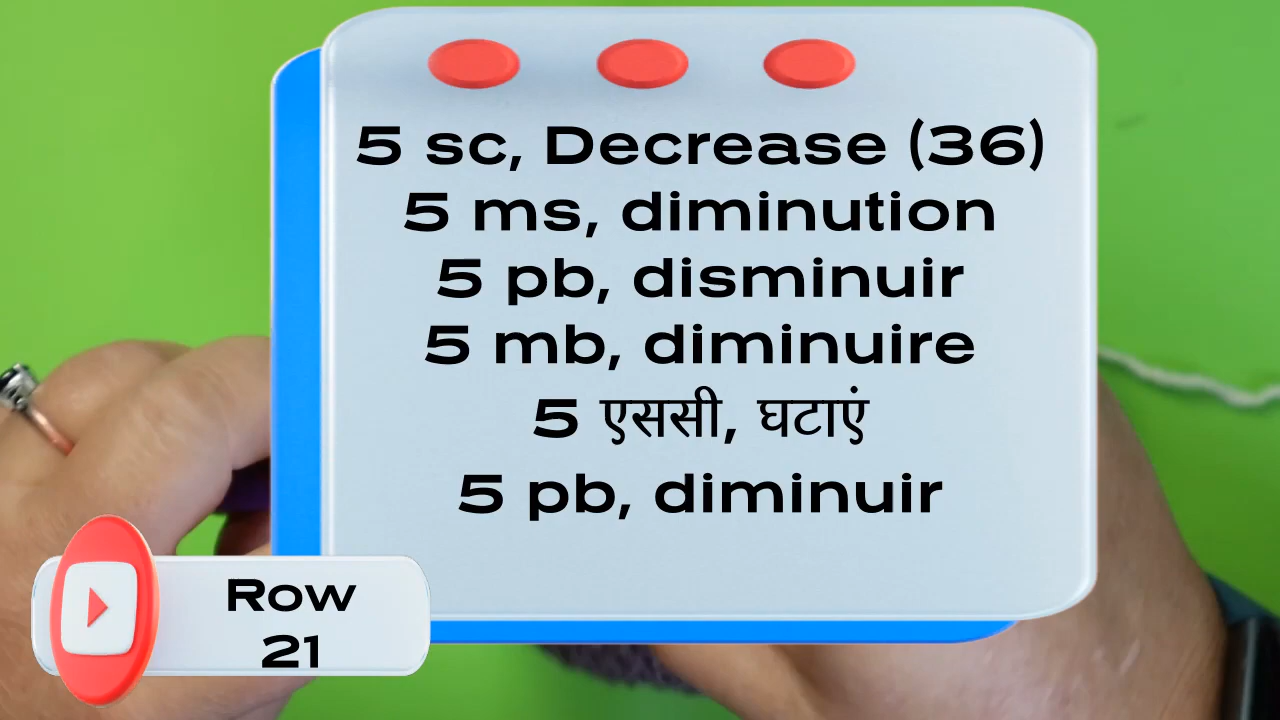 5 sc, Decrease (36)
5 ms, diminution
5 pb, disminuir
5 mb, diminuire
5 एससी, घटाएं
5 pb, diminuir
Row
21